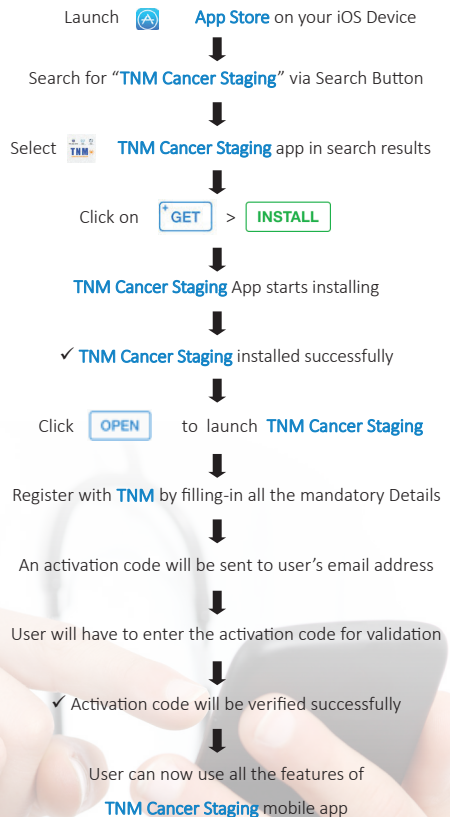 Launch App Store on your iOS Device
Search for “TNM Cancer Staging” via Search Button
Select TNM TNM Cancer Staging app in search results
Click on + GET > INSTALL
TNM Cancer Staging App starts installing
✓ TNM Cancer Staging installed successfully
Click OPEN to launch TNM Cancer Staging
Register with TNM by filling-in all the mandatory Details
An activation code will be sent to user’s email address
User will have to enter the activation code for validation
✓ Activation code will be verified successfully
User can now use all the features of
TNM Cancer Staging mobile app